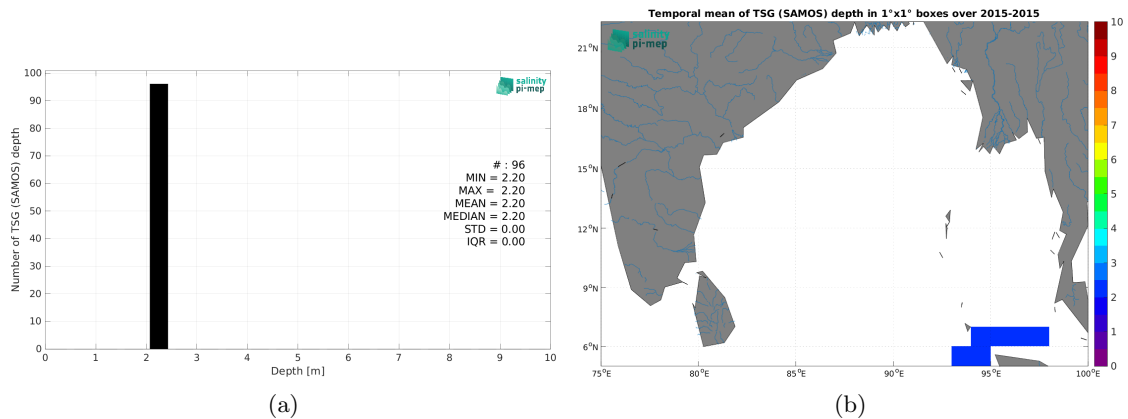 100
90
80
70
60
50
40
30
20
10
0
Number of TSG (SAMOS) depth
salinity
pi-mep
# : 96
MIN = 2.20
MAX = 2.20
MEAN = 2.20
MEDIAN = 2.20
STD = 0.00
IQR = 0.00
0 1 2 3 4 5 6 7 8 9 10
Depth [m]
(a)
Temporal mean of TSG (SAMOS) depth in 1°x1° boxes over 2015-2015
salinity
pi-mep
21°N
18°N
15°N
12°N
9°N
6°N
75°E 80°E 85°E 90°E 95°E 100°E
10
9
8
7
6
5
4
3
2
1
0
(b)